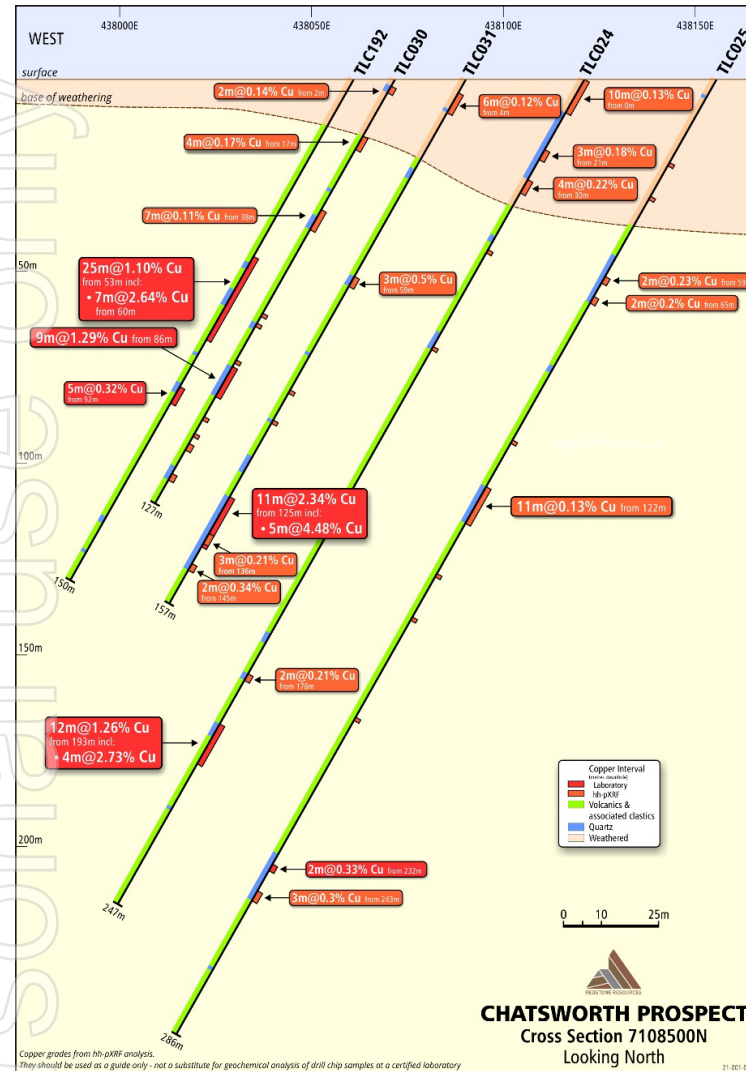 438000E
438050E
438100E
438150E
WEST
TLC192
TLC030
TLC031
TLC024
TLC025
surface
base of weathering
2m@0.14% Cu from 2m
6m@0.12% Cu
from 4m
10m@0.13% Cu
from 0m
4m@0.17% Cu from 17m
3m@0.18% Cu
from 21m
4m@0.22% Cu
from 30m
7m@0.11% Cu from 38m
50m
25m@1.10% Cu
from 53m incl:
• 7m@2.64% Cu
from 60m
3m@0.5% Cu
from 59m
2m@0.23% Cu from 59
2m@0.2% Cu from 65m
9m@1.29% Cu from 86m
5m@0.32% Cu
from 92m
100m
127m
11m@2.34% Cu
from 125m incl:
• 5m@4.48% Cu
11m@0.13% Cu from 122m
3m@0.21% Cu
from 136m
2m@0.34% Cu
from 145m
150m
157m
150m
2m@0.21% Cu
from 178m
12m@1.26% Cu
from 193m incl:
• 4m@2.73% Cu
Copper Interval
(metres downhole)
Laboratory
hh-pXRF
Volcanics &
associated clastics
Quartz
Weathered
200m
2m@0.33% Cu from 232m
3m@0.3% Cu from 243m
247m
0 10 25m
286m
REDSTONE RESOURCES
CHATSWORTH PROSPECT
Cross Section 7108500N
Looking North
Copper grades from hh-pXRF analysis.
They should be used as a guide only - not a substitute for geochemical analysis of drill chip samples at a certified laboratory
sonal use only